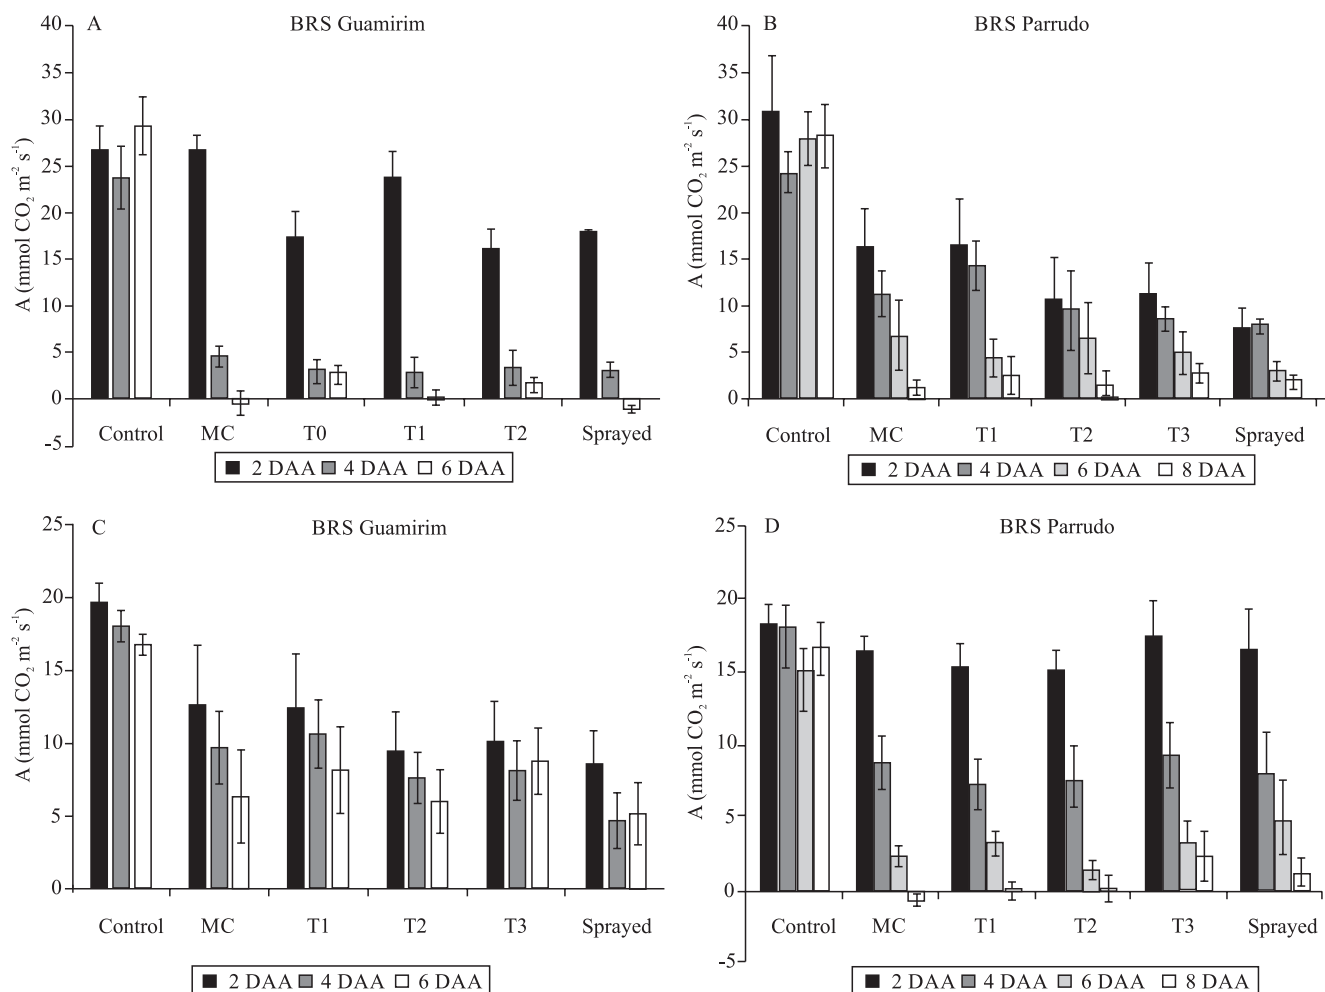 A BRS Guamirim
A (mmol CO₂ m⁻² s⁻¹)
40
35
30
25
20
15
10
5
0
-5
Control MC T0 T1 T2 Sprayed
2 DAA 4 DAA 6 DAA
B BRS Parrudo
A (mmol CO₂ m⁻² s⁻¹)
40
35
30
25
20
15
10
5
0
Control MC T1 T2 T3 Sprayed
2 DAA 4 DAA 6 DAA 8 DAA
C BRS Guamirim
A (mmol CO₂ m⁻² s⁻¹)
25
20
15
10
5
0
Control MC T1 T2 T3 Sprayed
2 DAA 4 DAA 6 DAA
D BRS Parrudo
A (mmol CO₂ m⁻² s⁻¹)
25
20
15
10
5
0
-5
Control MC T1 T2 T3 Sprayed
2 DAA 4 DAA 6 DAA 8 DAA